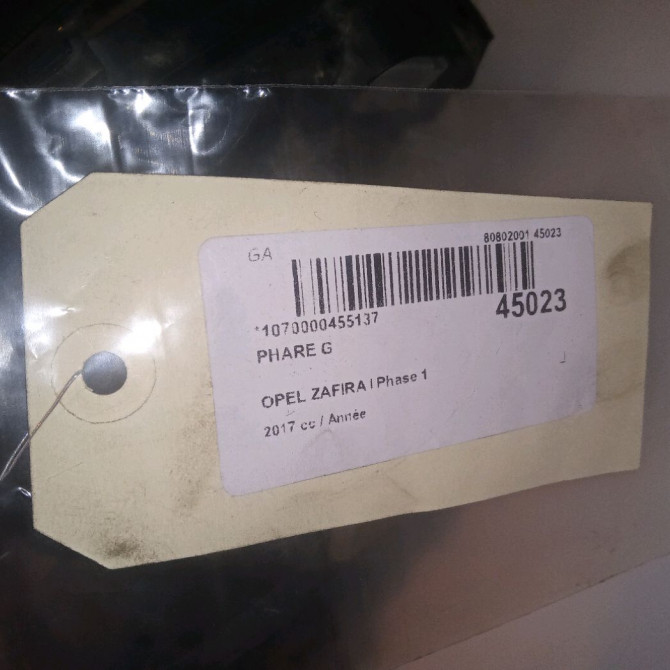 80802001 45023
GA
45023
*1070000455137
PHARE G
OPEL ZAFIRA I Phase 1
2017 cc / Année